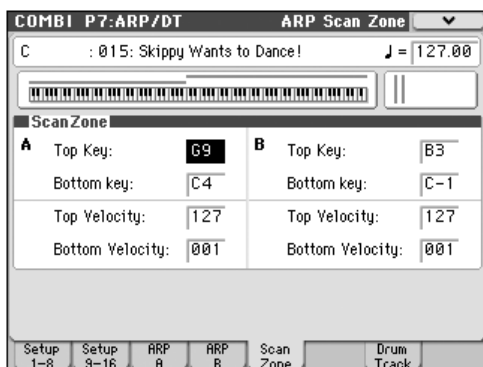 COMBI P7:ARP/DT ARP Scan Zone
C : 015: Skippy Wants to Dance! ♩= 127.00
ScanZone
A Top Key: G9 B Top Key: B3
Bottom key: C4 Bottom key: C-1
Top Velocity: 127 Top Velocity: 127
Bottom Velocity: 001 Bottom Velocity: 001
Setup 1-8 Setup 9-16 ARP A ARP B Scan Zone Drum Track